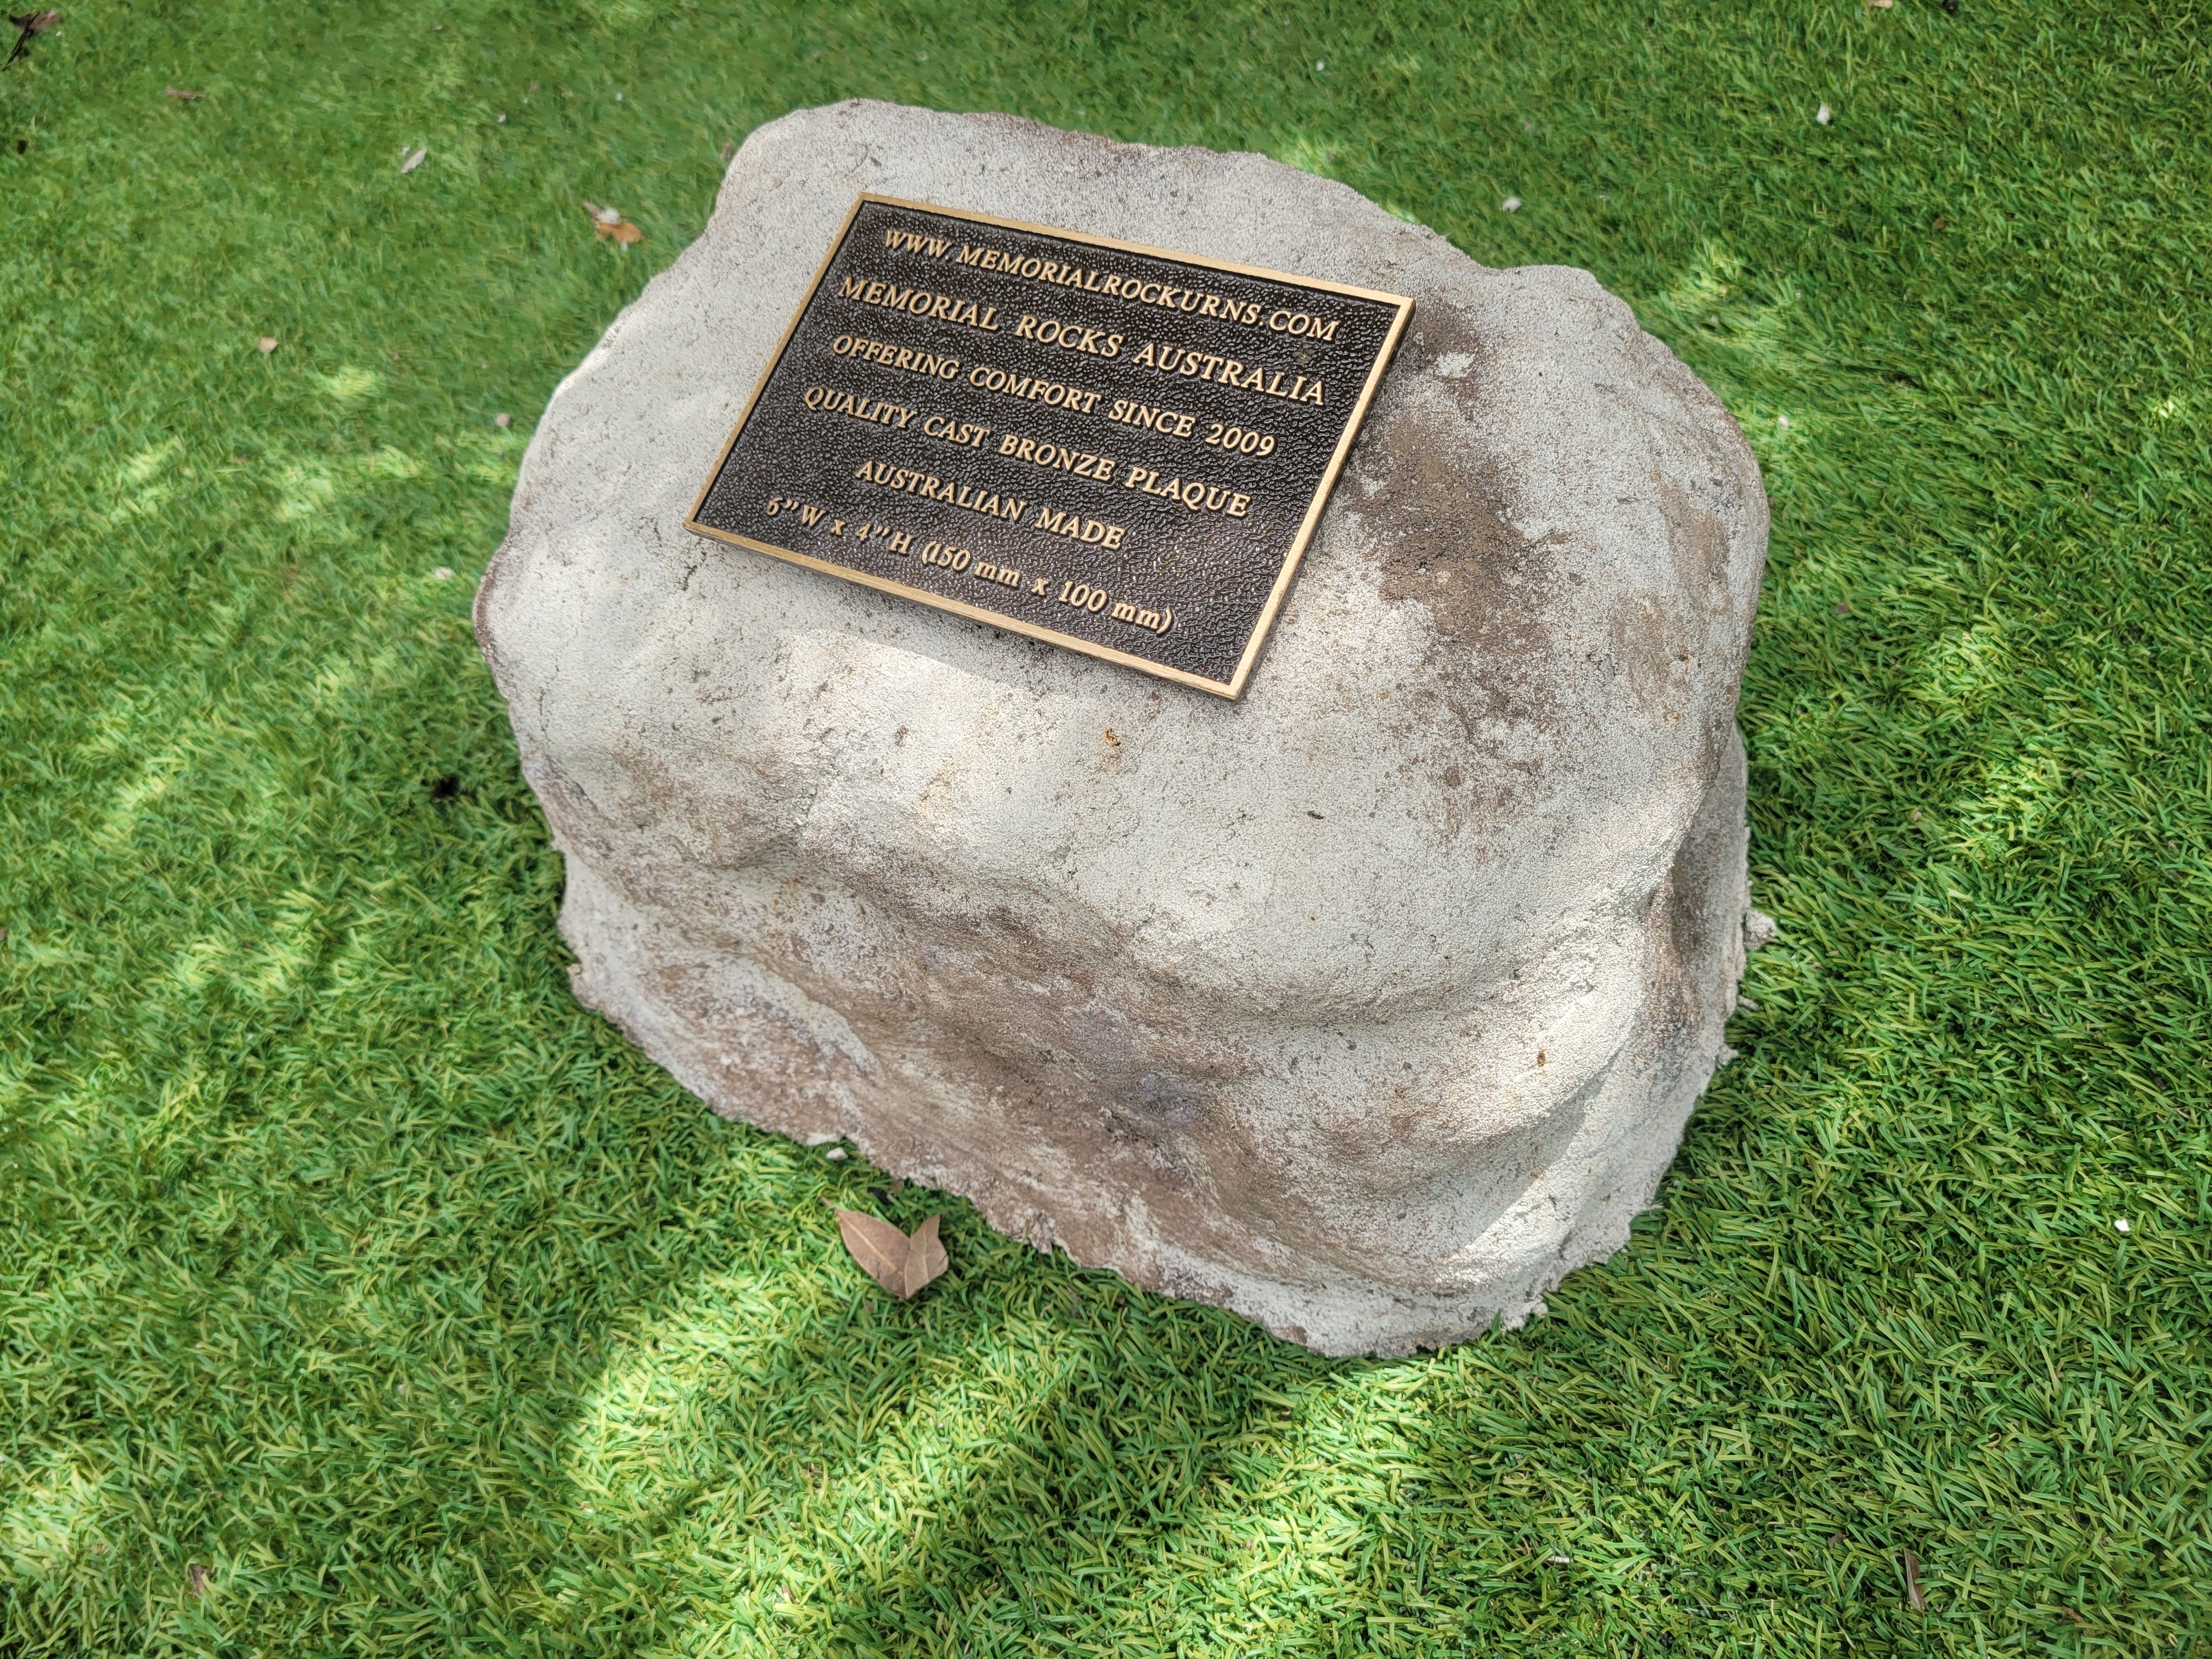 WWW.MEMORIALROCKURNS.COM
MEMORIAL ROCKS AUSTRALIA
OFFERING COMFORT SINCE 2009
QUALITY CAST BRONZE PLAQUE
AUSTRALIAN MADE
6”W x 4”H (150 mm x 100 mm)